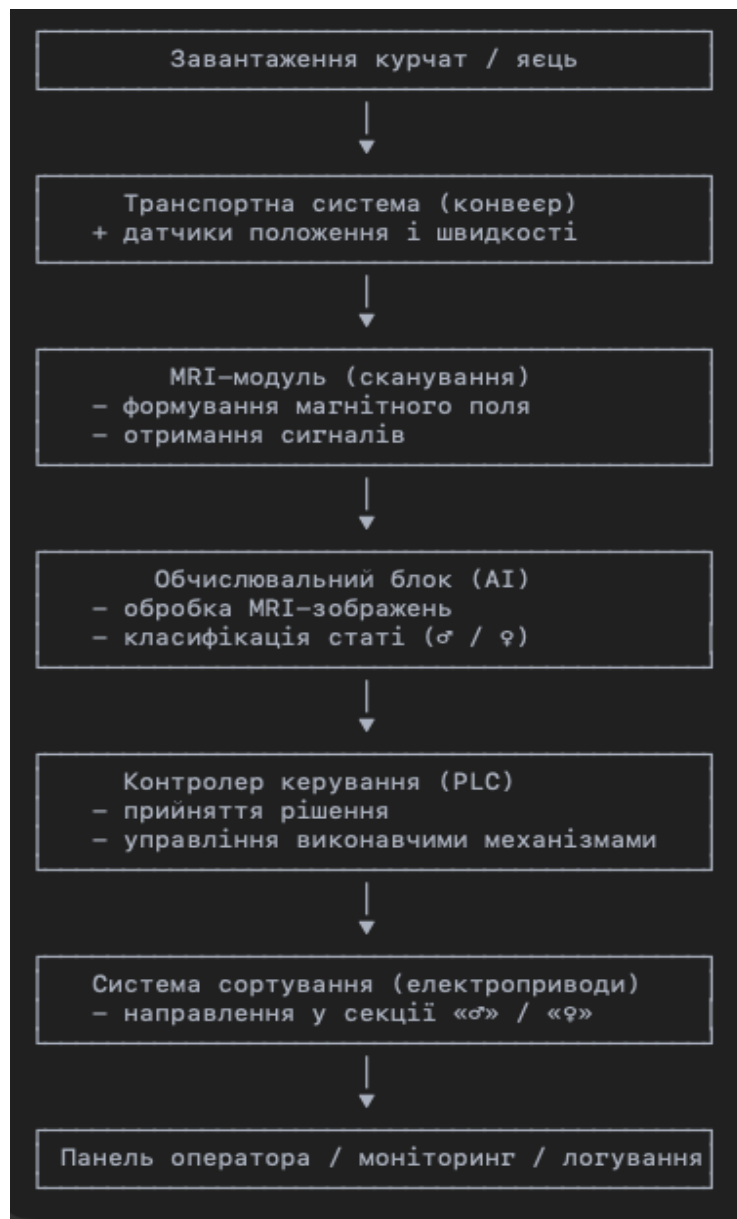 Завантаження курчат / яєць
Транспортна система (конвеєр)
+ датчики положення і швидкості
MRI–модуль (сканування)
– формування магнітного поля
– отримання сигналів
Обчислювальний блок (AI)
– обробка MRI–зображень
– класифікація статі (♂ / ♀)
Контролер керування (PLC)
– прийняття рішення
– управління виконавчими механізмами
Система сортування (електроприводи)
– направлення у секції «♂» / «♀»
Панель оператора / моніторинг / логування